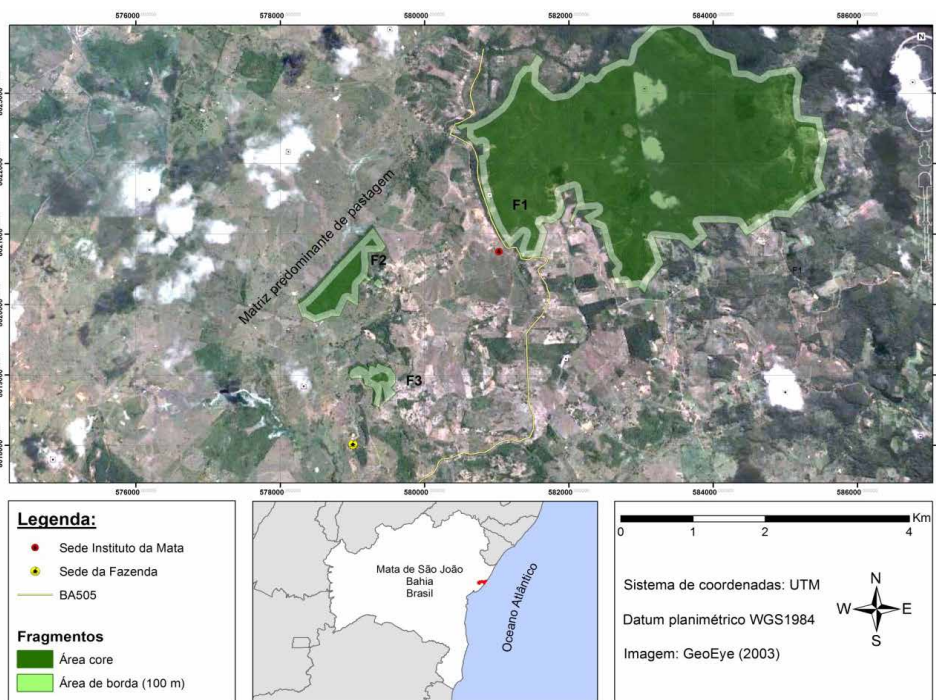 576000 578000 580000 582000 584000 586000
N
F1
F2
Matriz predominante de pastagem
F3
F1
576000 578000 580000 582000 584000 586000
Legenda:
Sede Instituto da Mata
Sede da Fazenda
BA505
Fragmentos
Área core
Área de borda (100 m)
Mata de São João
Bahia
Brasil
Oceano Atlântico
Km
0 1 2 4
Sistema de coordenadas: UTM
Datum planimétrico WGS1984
Imagem: GeoEye (2003)
N
W E
S